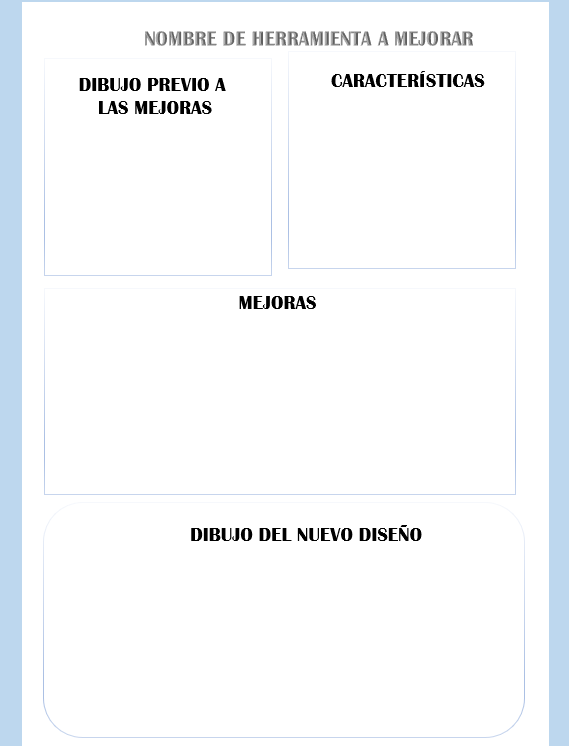 NOMBRE DE HERRAMIENTA A MEJORAR
DIBUJO PREVIO A
LAS MEJORAS
CARACTERÍSTICAS
MEJORAS
DIBUJO DEL NUEVO DISEÑO